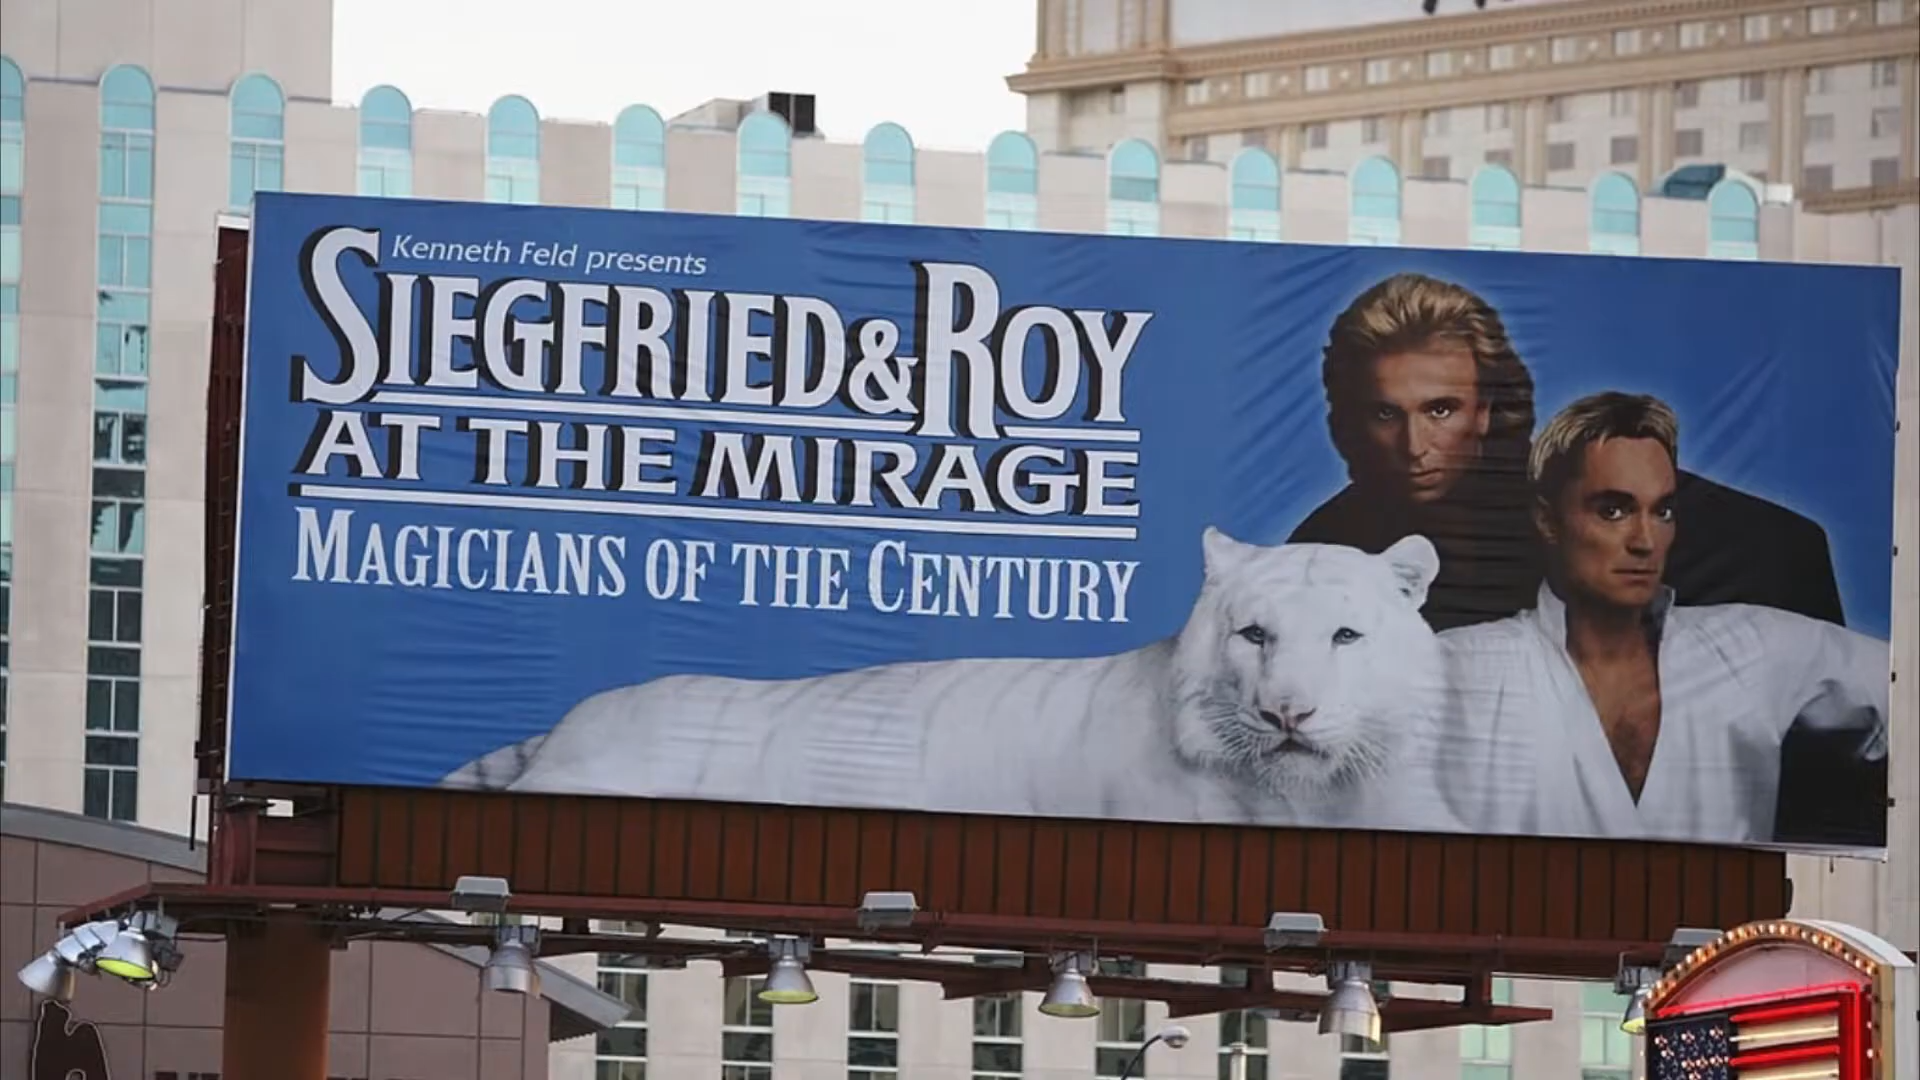 Kenneth Feld presents
SIEGFRIED & ROY
AT THE MIRAGE
MAGICIANS OF THE CENTURY